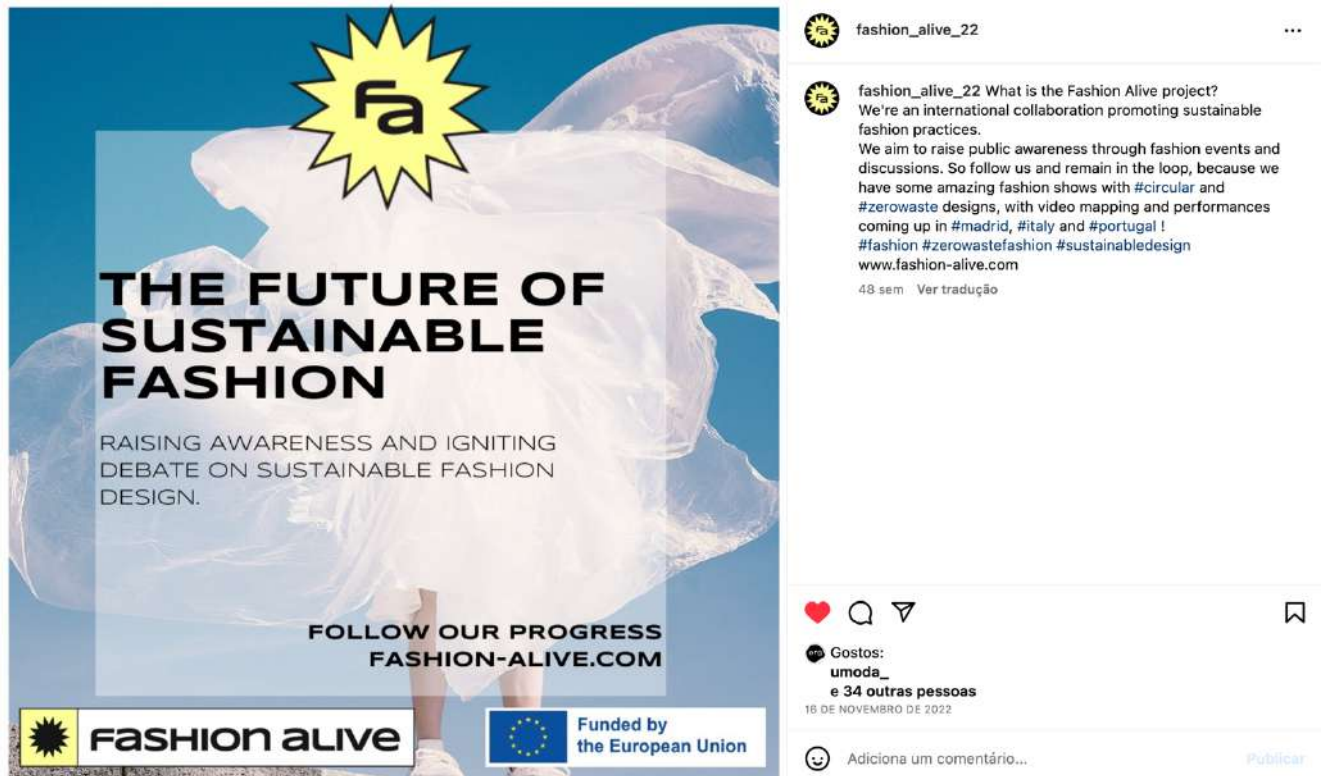 fa
THE FUTURE OF
SUSTAINABLE
FASHION
RAISING AWARENESS AND IGNITING
DEBATE ON SUSTAINABLE FASHION
DESIGN.
FOLLOW OUR PROGRESS
FASHION-ALIVE.COM
FASHION ALIVE
Funded by
the European Union
fa
fashion_alive_22
fa
fashion_alive_22 What is the Fashion Alive project?
We're an international collaboration promoting sustainable
fashion practices.
We aim to raise public awareness through fashion events and
discussions. So follow us and remain in the loop, because we
have some amazing fashion shows with #circular and
#zerowaste designs, with video mapping and performances
coming up in #madrid, #italy and #portugal !
#fashion #zerowastefashion #sustainabledesign
www.fashion-alive.com
48 sem Ver tradução
Gostos:
umoda_
e 34 outras pessoas
16 DE NOVEMBRO DE 2022
Adiciona um comentário...
Publicar